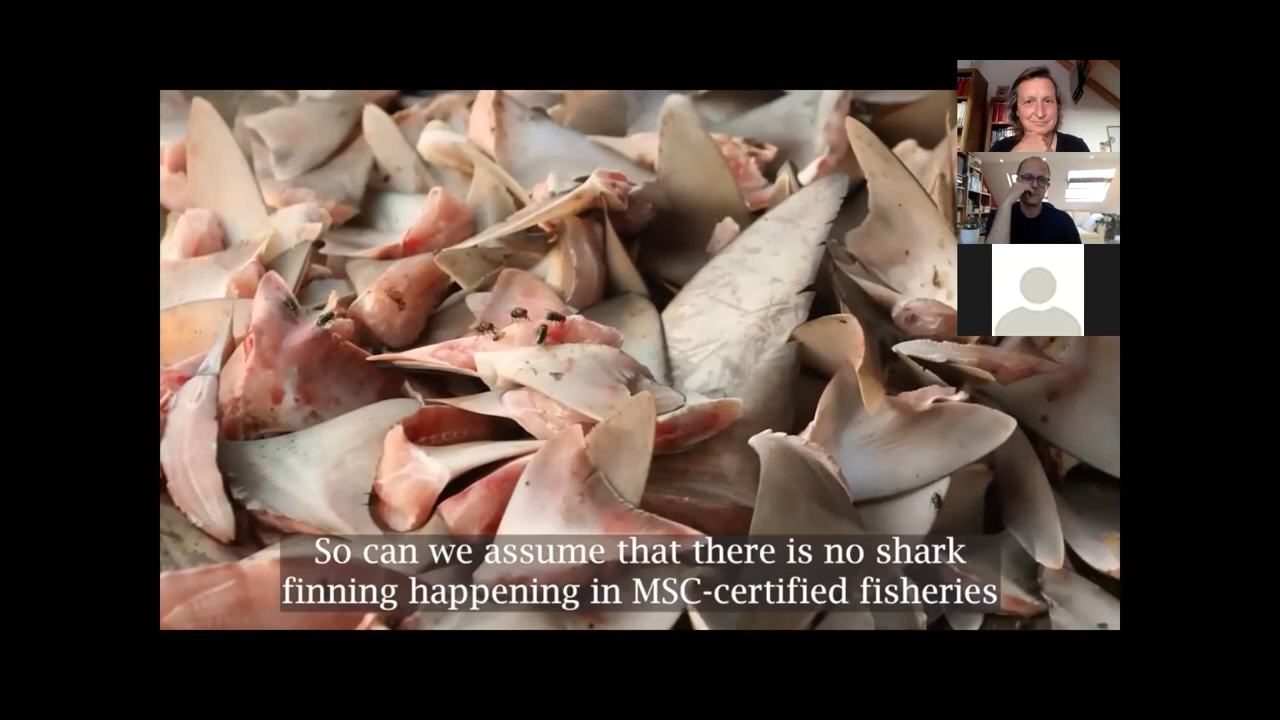 So can we assume that there is no shark
finning happening in MSC-certified fisheries